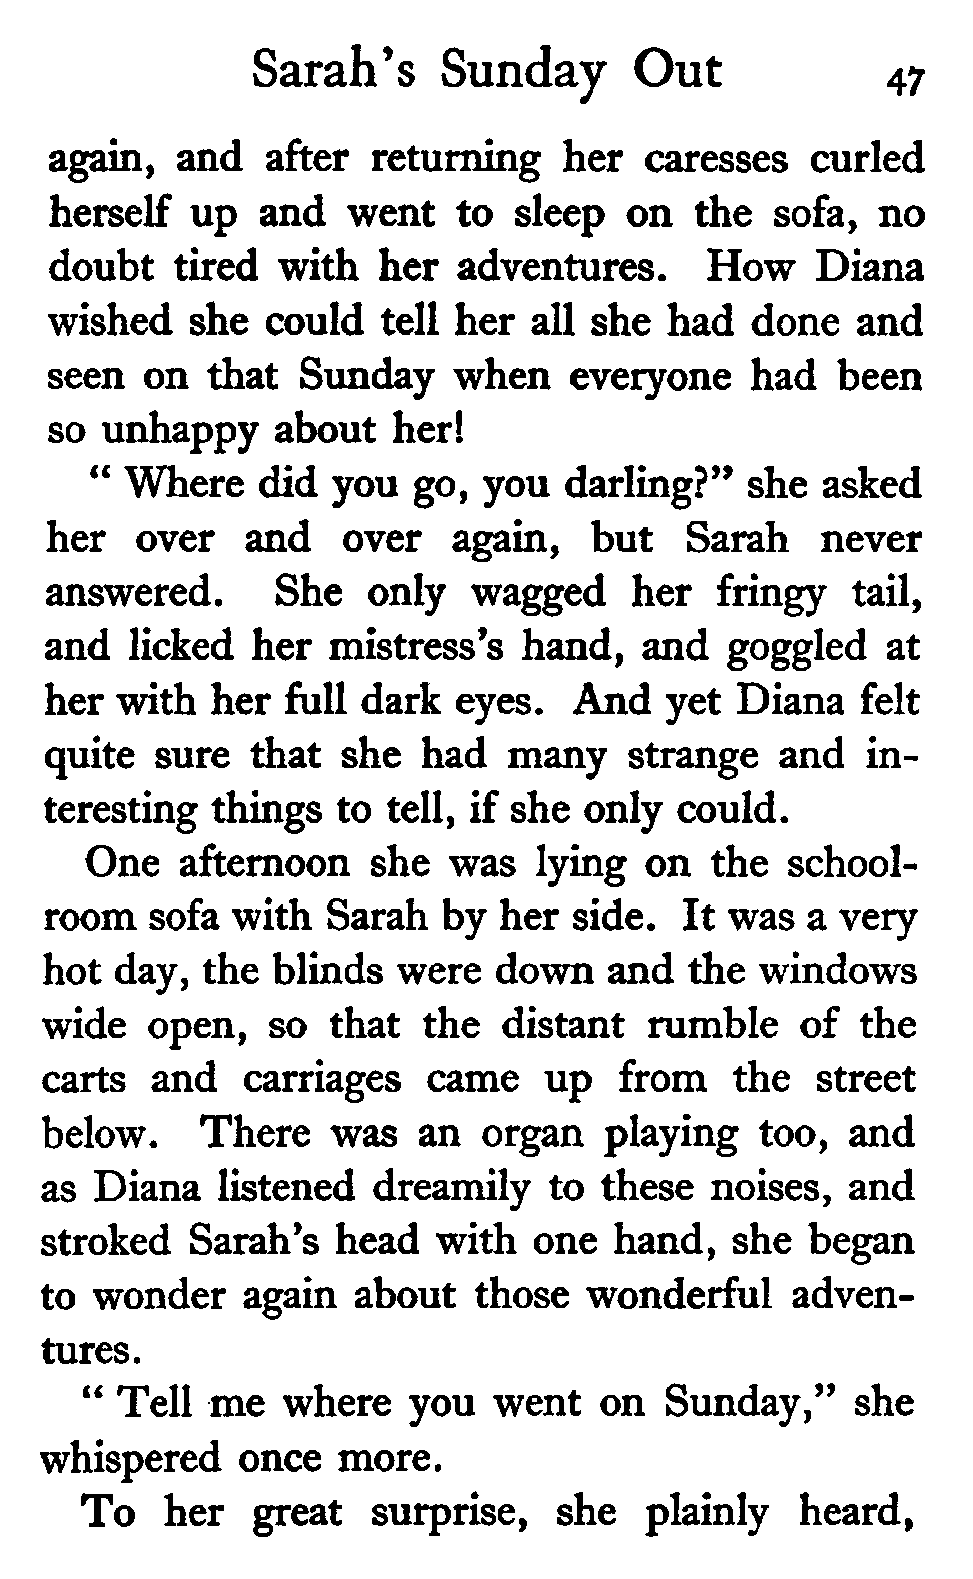 Sarah's Sunday Out 47
again, and after returning her caresses curled
herself up and went to sleep on the sofa, no
doubt tired with her adventures. How Diana
wished she could tell her all she had done and
seen on that Sunday when everyone had been
so unhappy about her!
" Where did you go, you darling?" she asked
her over and over again, but Sarah never
answered. She only wagged her fringy tail,
and licked her mistress's hand, and goggled at
her with her full dark eyes. And yet Diana felt
quite sure that she had many strange and in-
teresting things to tell, if she only could.
One afternoon she was lying on the school-
room sofa with Sarah by her side. It was a very
hot day, the blinds were down and the windows
wide open, so that the distant rumble of the
carts and carriages came up from the street
below. There was an organ playing too, and
as Diana listened dreamily to these noises, and
stroked Sarah's head with one hand, she began
to wonder again about those wonderful adven-
tures.
" Tell me where you went on Sunday," she
whispered once more.
To her great surprise, she plainly heard,